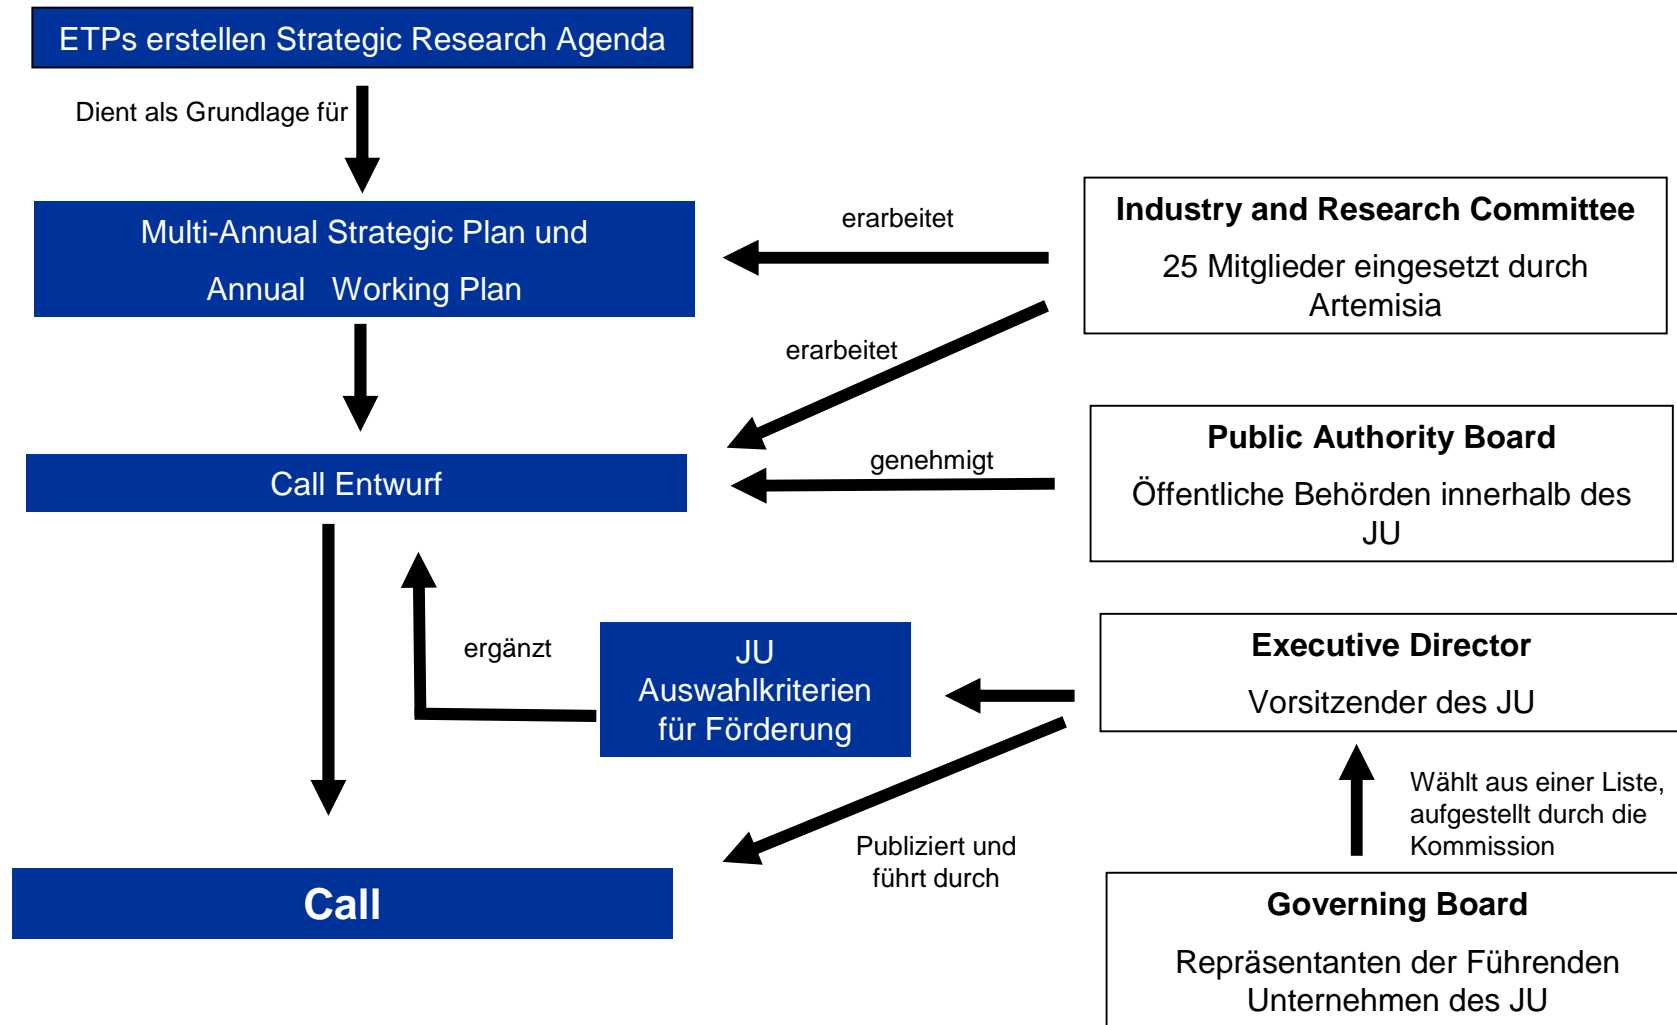 ETPs erstellen Strategic Research Agenda
Dient als Grundlage für
Multi-Annual Strategic Plan und
Annual Working Plan
erarbeitet
Industry and Research Committee
25 Mitglieder eingesetzt durch
Artemisia
erarbeitet
Call Entwurf
genehmigt
Public Authority Board
Öffentliche Behörden innerhalb des
JU
ergänzt
JU
Auswahlkriterien
für Förderung
Executive Director
Vorsitzender des JU
Wählt aus einer Liste,
aufgestellt durch die
Kommission
Publiziert und
führt durch
Call
Governing Board
Repräsentanten der Führenden
Unternehmen des JU